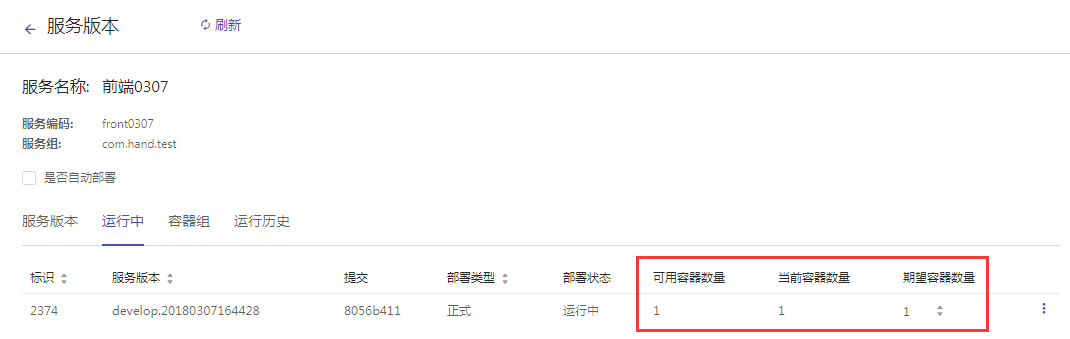 服务版本 刷新
服务名称: 前端0307
服务编码: front0307
服务组: com.hand.test
是否自动部署
服务版本 运行中 容器组 运行历史
标识 服务版本 提交 部署类型 部署状态 可用容器数量 当前容器数量 期望容器数量
2374 develop.20180307164428 8056b411 正式 运行中 1 1 1